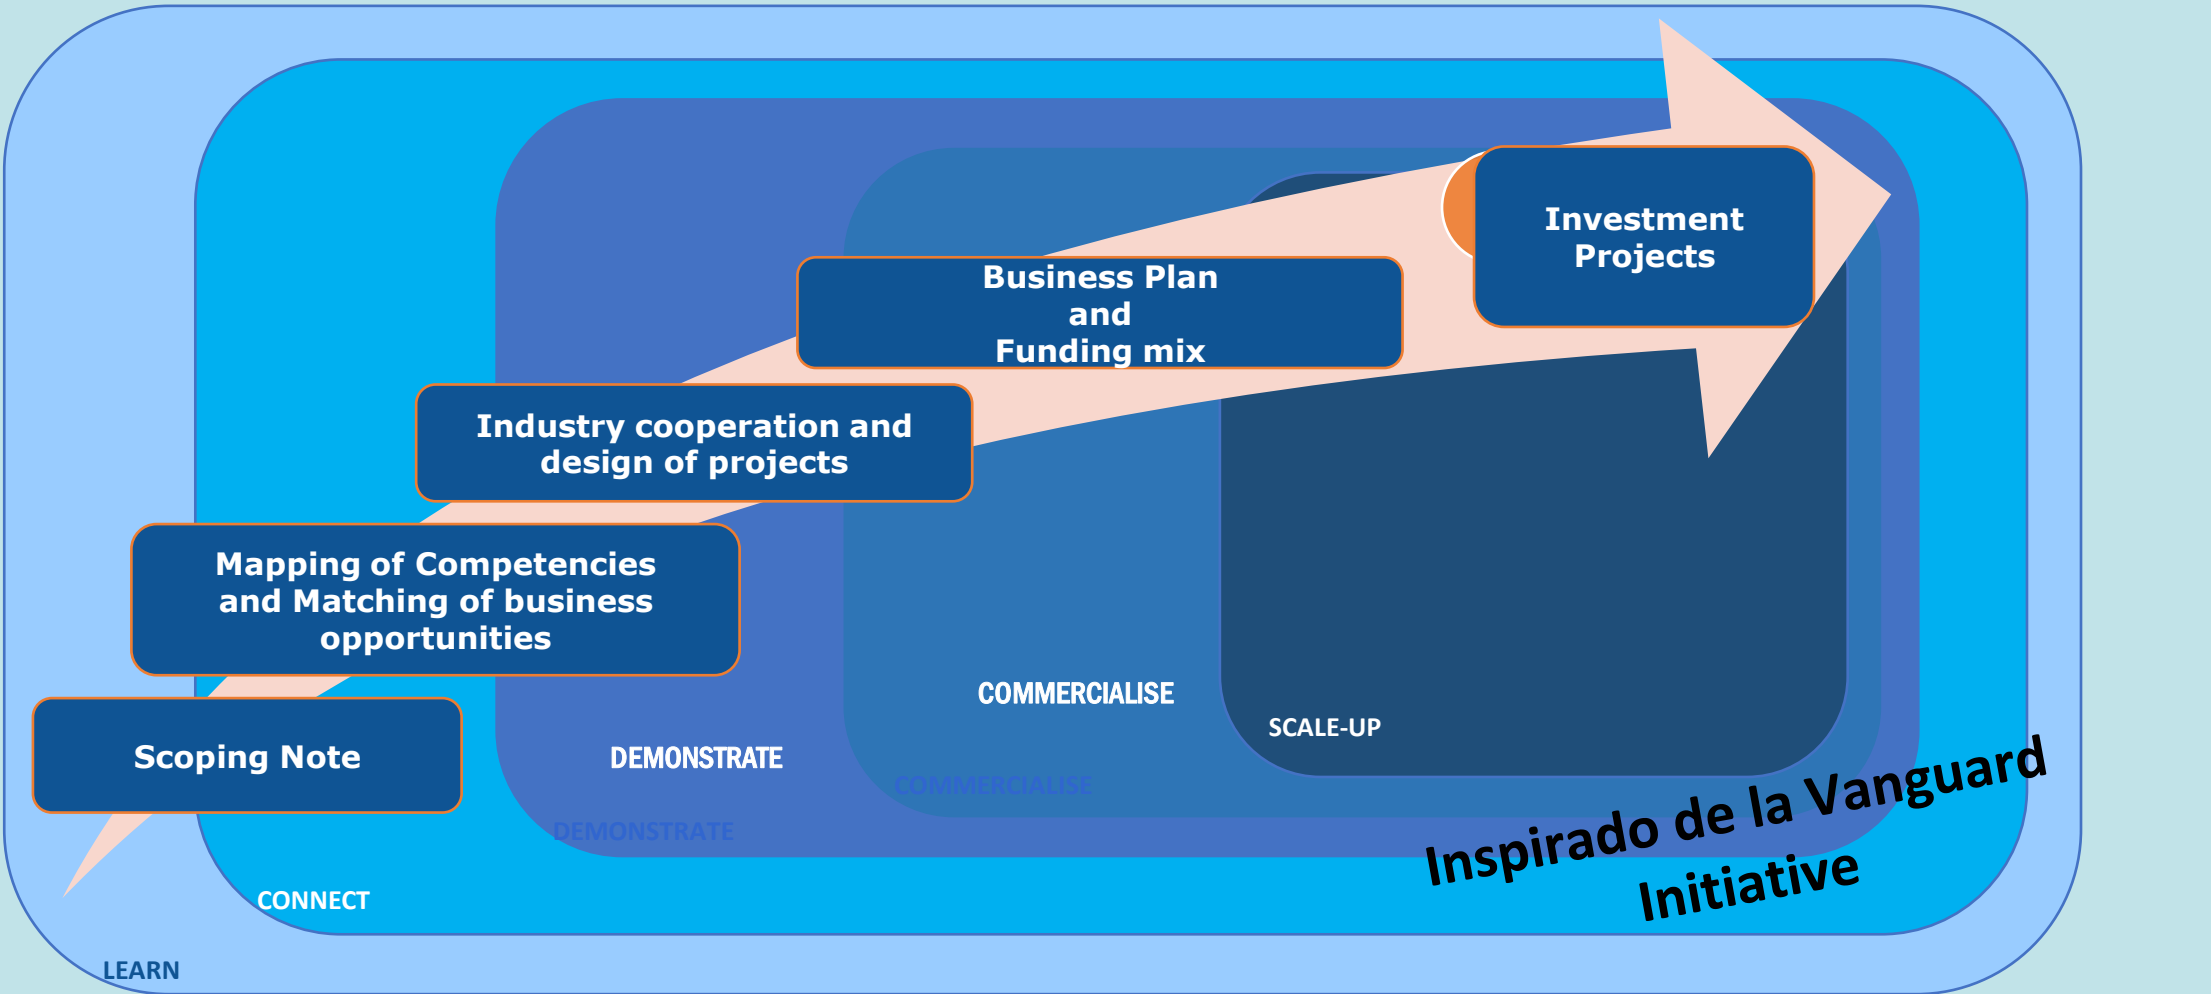 Investment
Projects
Business Plan
and
Funding mix
Industry cooperation and
design of projects
Mapping of Competencies
and Matching of business
opportunities
Scoping Note
COMMERCIALISE
SCALE-UP
DEMONSTRATE
COMMERCIALISE
DEMONSTRATE
Inspirado de la Vanguard
Initiative
CONNECT
LEARN